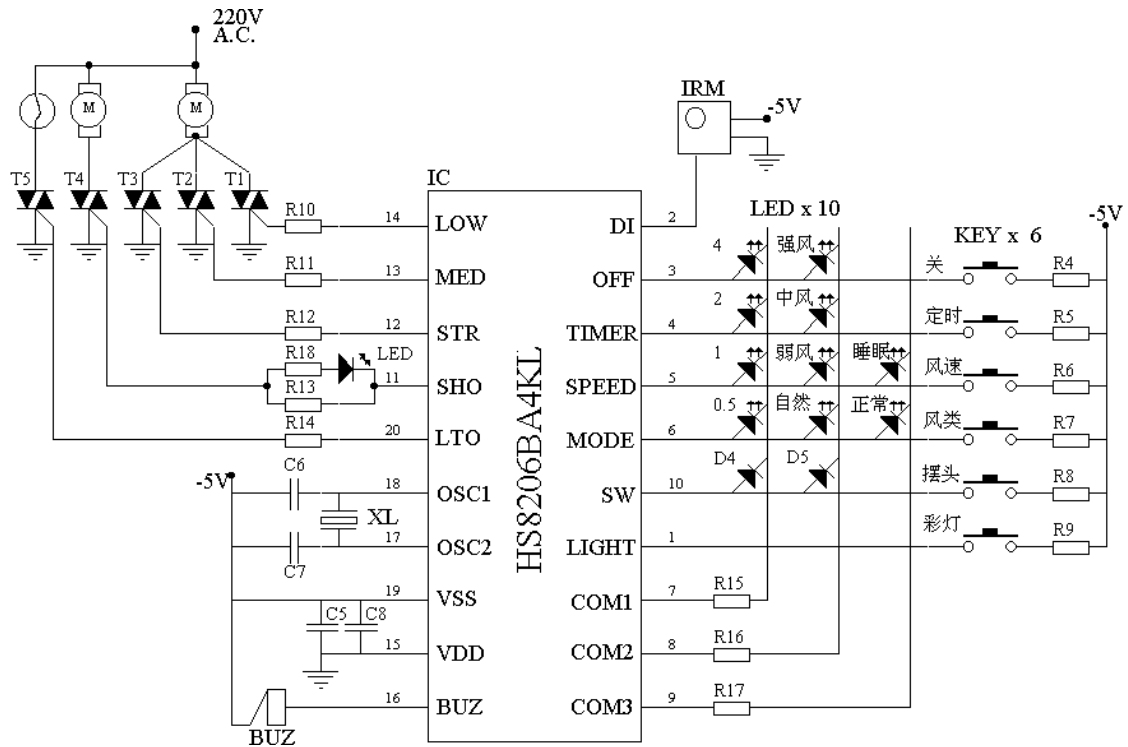 220V
A.C.
IRM
-5V
M
M
T5
T4
T3
T2
T1
IC
HS8206BA4KL
R10
14
LOW
R11
13
MED
R12
12
STR
R18
LED
R13
11
SHO
R14
20
LTO
-5V
C6
18
OSC1
XL
17
OSC2
C7
19
VSS
C5
C8
15
VDD
16
BUZ
BUZ
DI
2
LED x 10
KEY x 6
-5V
OFF
3
4
强风
关
R4
TIMER
4
2
中风
定时
R5
SPEED
5
1
弱风
睡眠
风速
R6
MODE
6
0.5
自然
正常
风类
R7
SW
10
D4
D5
摆头
R8
LIGHT
1
彩灯
R9
COM1
7
R15
COM2
8
R16
COM3
9
R17